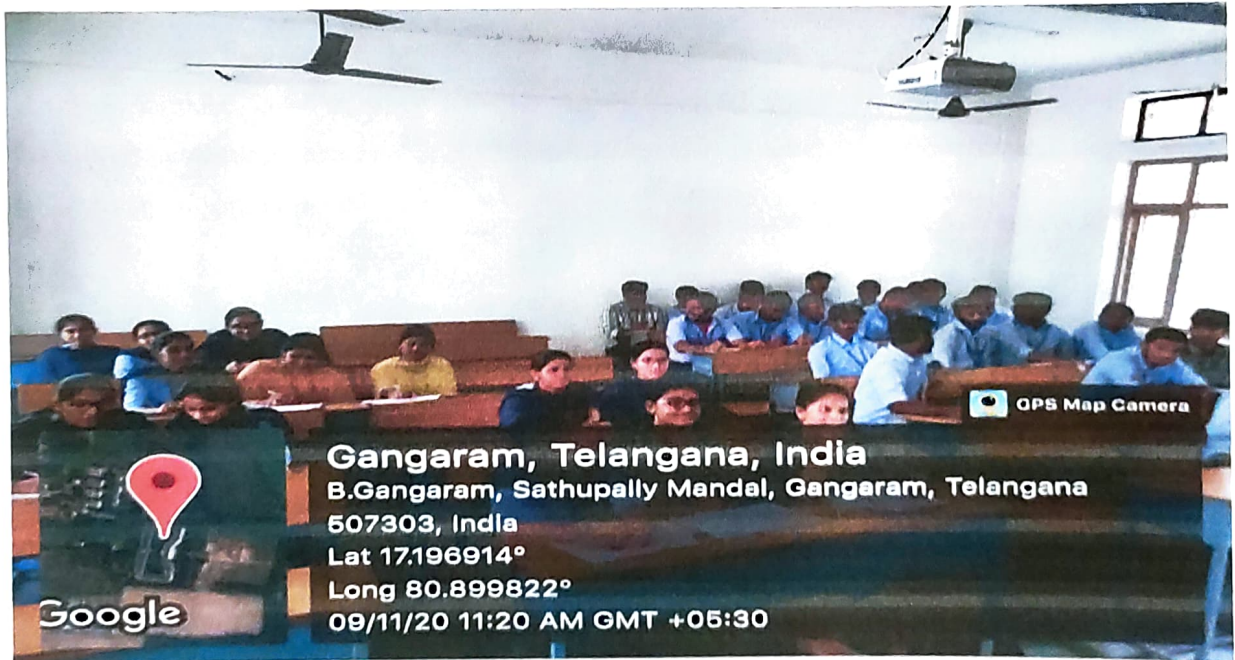 GPS Map Camera
Gangaram, Telangana, India
B.Gangaram, Sathupally Mandal, Gangaram, Telangana
507303, India
Lat 17.196914°
Long 80.899822°
09/11/20 11:20 AM GMT +05:30
Google